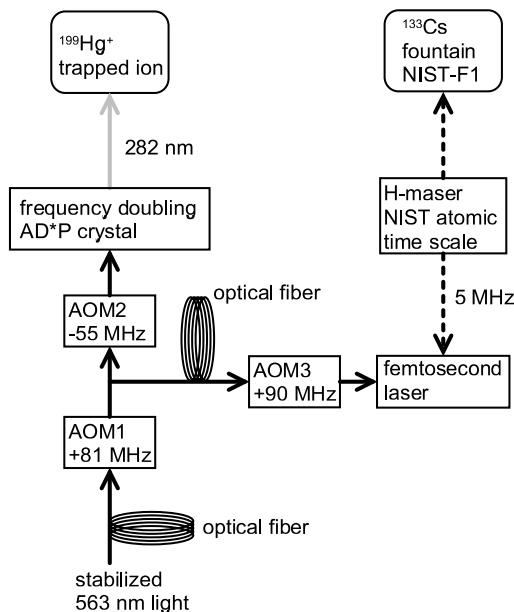 ¹⁹⁹Hg⁺
trapped ion
¹³³Cs
fountain
NIST-F1
282 nm
frequency doubling
AD*P crystal
H-maser
NIST atomic
time scale
optical fiber
5 MHz
AOM2
-55 MHz
AOM3
+90 MHz
femtosecond
laser
AOM1
+81 MHz
optical fiber
stabilized
563 nm light